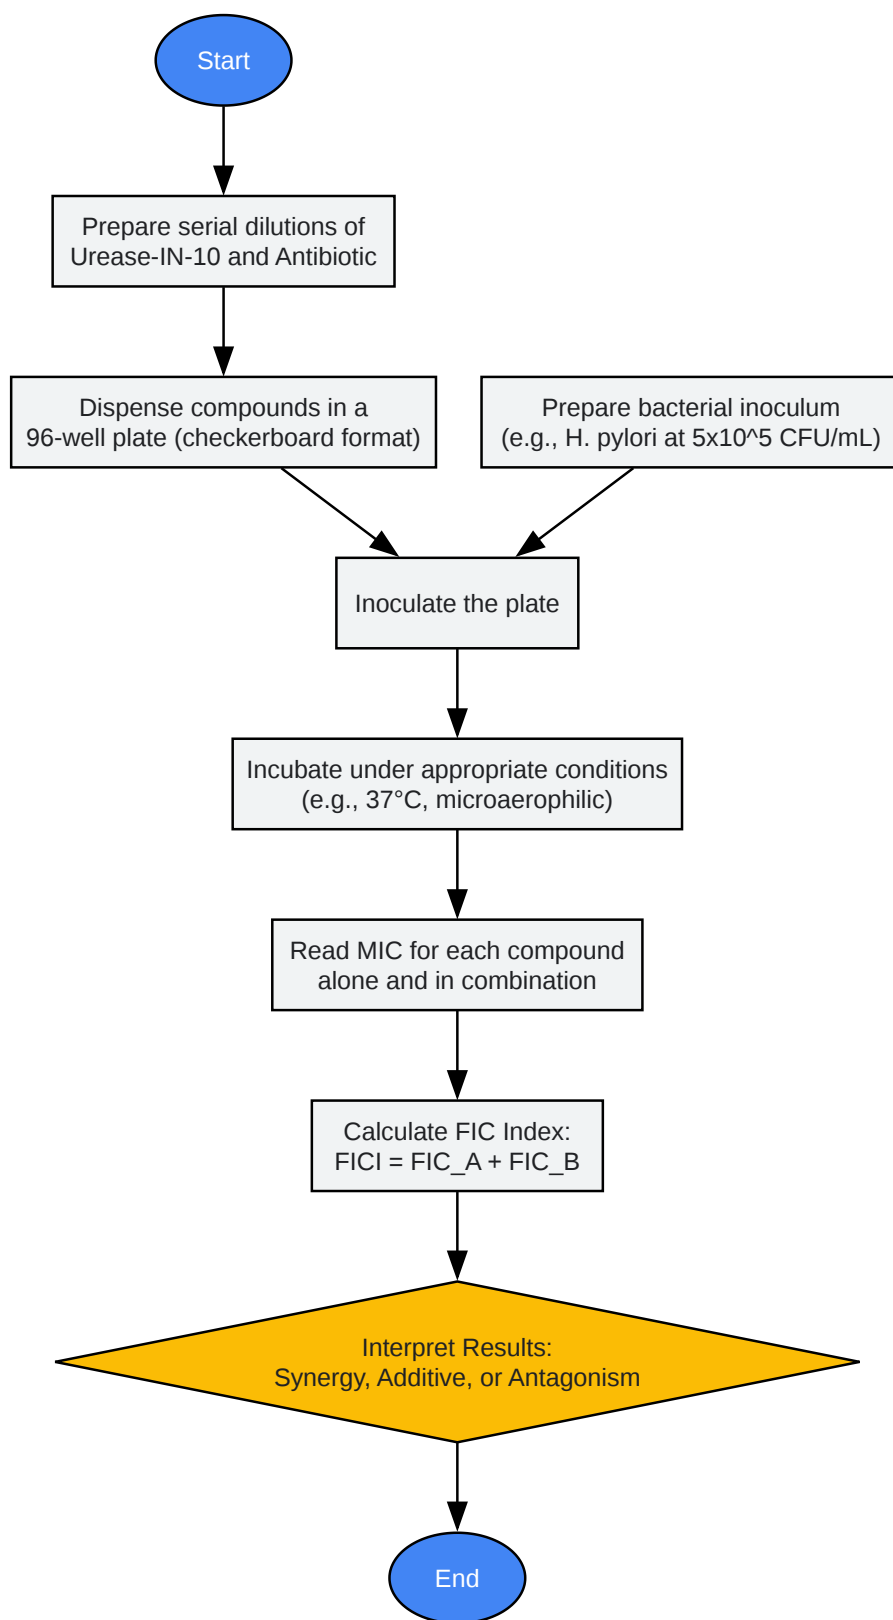 Start
Prepare serial dilutions of
Urease-IN-10 and Antibiotic
Dispense compounds in a
96-well plate (checkerboard format)
Prepare bacterial inoculum
(e.g., H. pylori at 5x10^5 CFU/mL)
Inoculate the plate
Incubate under appropriate conditions
(e.g., 37°C, microaerophilic)
Read MIC for each compound
alone and in combination
Calculate FIC Index:
FICI = FIC_A + FIC_B
Interpret Results:
Synergy, Additive, or Antagonism
End